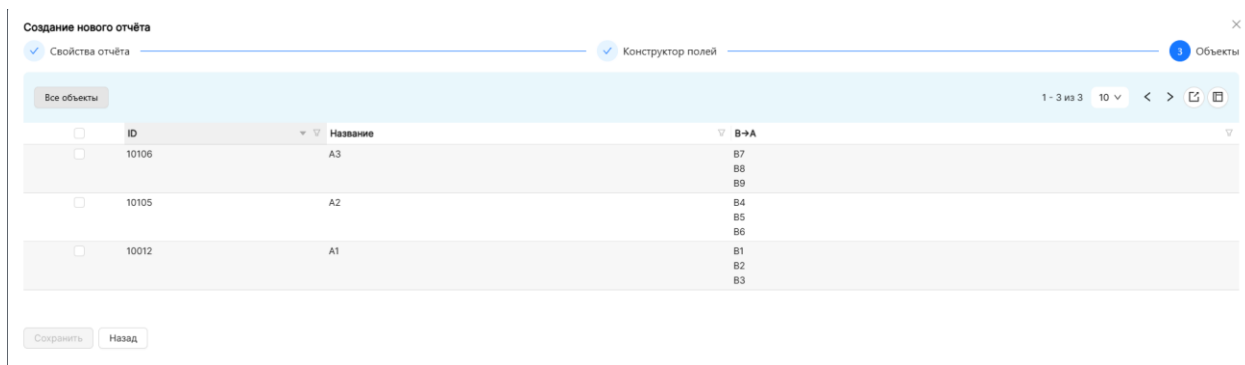 Создание нового отчёта
Свойства отчёта Конструктор полей 3 Объекты
Все объекты 1 - 3 из 3 10
ID Название B→A
10106 A3 B7
B8
B9
10105 A2 B4
B5
B6
10012 A1 B1
B2
B3
Сохранить Назад